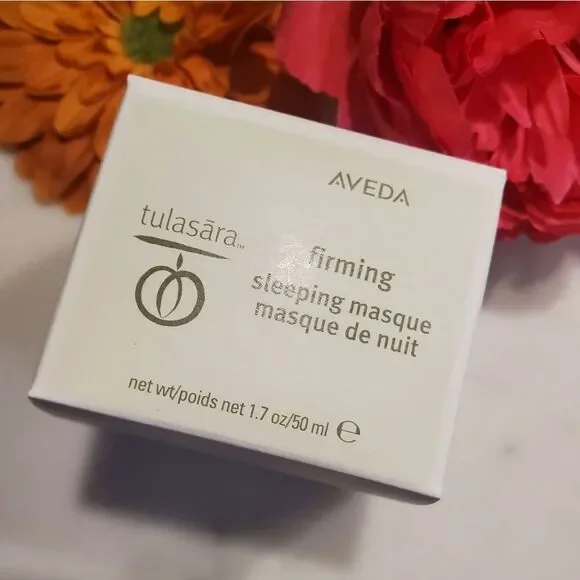 AVEDA
tulasāra™
firming
sleeping masque
masque de nuit
net wt/poids net 1.7 oz/50 ml ℮